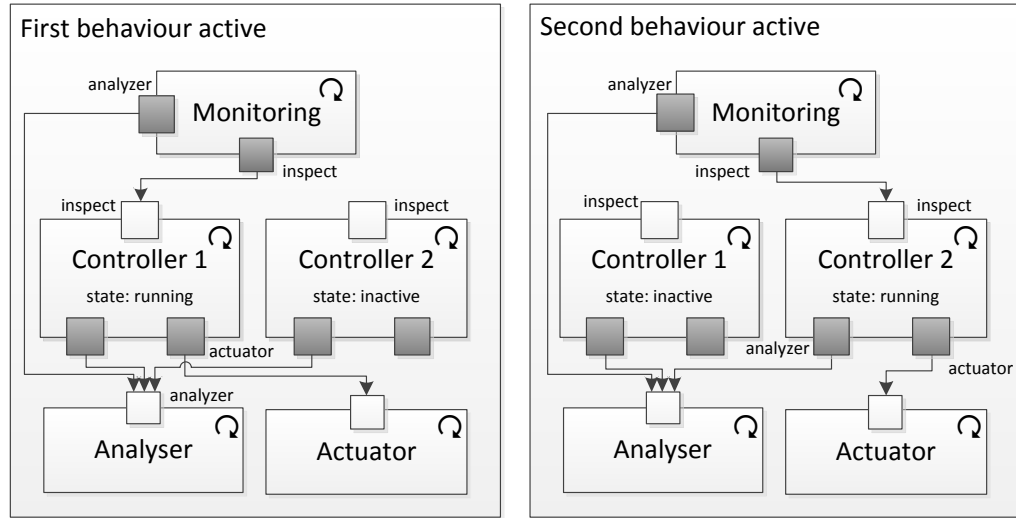 First behaviour active
analyzer
Monitoring
inspect
inspect
inspect
Controller 1
Controller 2
state: running
state: inactive
actuator
analyzer
Analyser
Actuator
Second behaviour active
analyzer
Monitoring
inspect
inspect
inspect
Controller 1
Controller 2
state: inactive
state: running
analyzer
actuator
Analyser
Actuator